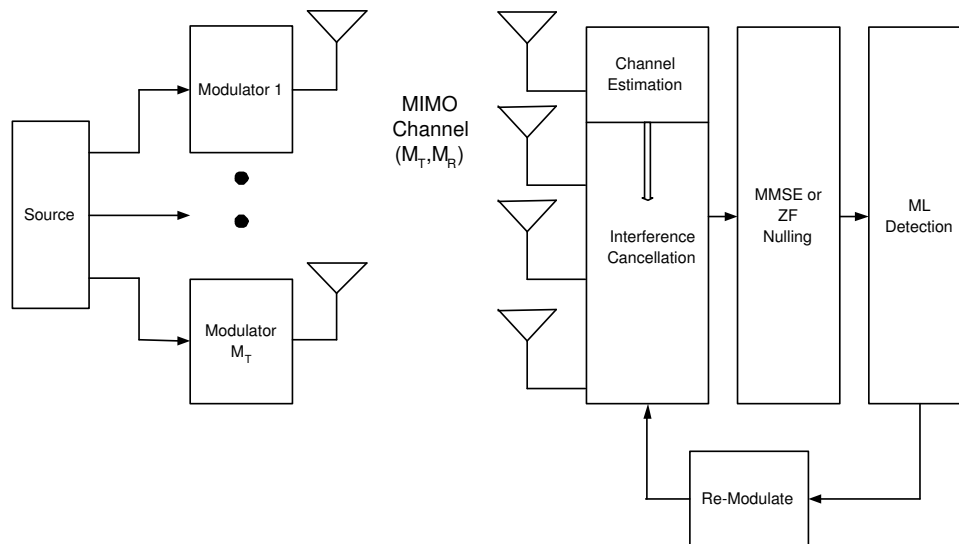 Source
Modulator 1
Modulator
M_T
MIMO
Channel
(M_T,M_R)
Channel
Estimation
Interference
Cancellation
MMSE or
ZF
Nulling
ML
Detection
Re-Modulate